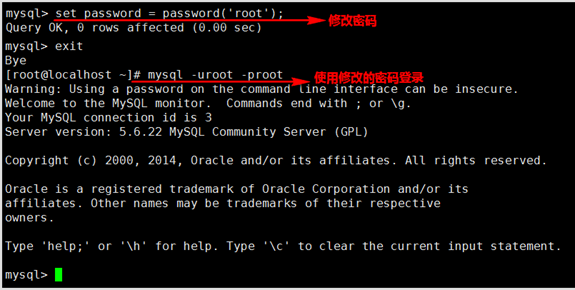 mysql> set password = password('root');
修改密码
Query OK, 0 rows affected (0.00 sec)
mysql> exit
Bye
[root@localhost ~]# mysql -uroot -proot
使用修改的密码登录
Warning: Using a password on the command line interface can be insecure.
Welcome to the MySQL monitor.  Commands end with ; or \g.
Your MySQL connection id is 3
Server version: 5.6.22 MySQL Community Server (GPL)
Copyright (c) 2000, 2014, Oracle and/or its affiliates. All rights reserved.
Oracle is a registered trademark of Oracle Corporation and/or its
affiliates. Other names may be trademarks of their respective
owners.
Type 'help;' or '\h' for help. Type '\c' to clear the current input statement.
mysql>